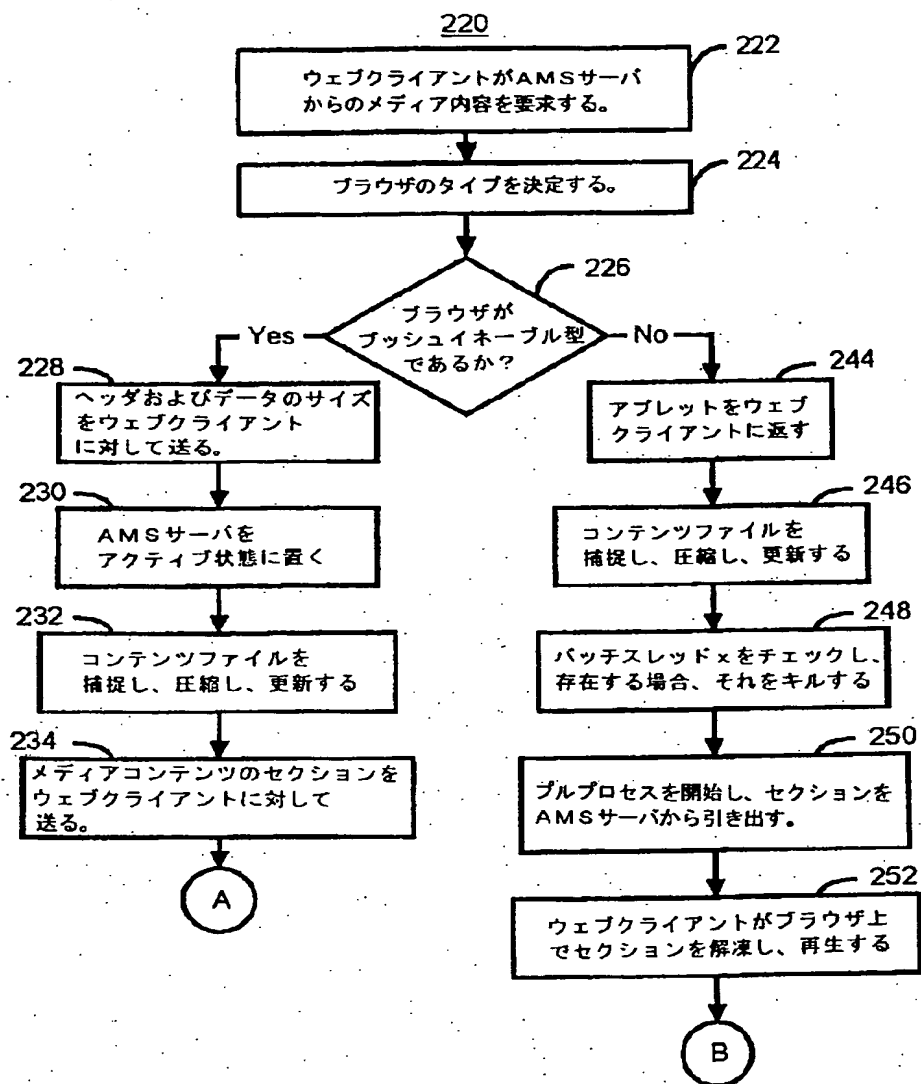 220
222
ウェブクライアントがAMSサーバ
からのメディア内容を要求する。
224
ブラウザのタイプを決定する。
226
ブラウザが
プッシュイネーブル型
であるか?
Yes
No
228
ヘッダおよびデータのサイズ
をウェブクライアント
に対して送る。
230
AMSサーバを
アクティブ状態に置く
232
コンテンツファイルを
捕捉し、圧縮し、更新する
234
メディアコンテンツのセクションを
ウェブクライアントに対して
送る。
A
244
アプレットをウェブ
クライアントに返す
246
コンテンツファイルを
捕捉し、圧縮し、更新する
248
バッチスレッドxをチェックし、
存在する場合、それをキルする
250
プルプロセスを開始し、セクションを
AMSサーバから引き出す。
252
ウェブクライアントがブラウザ上
でセクションを解凍し、再生する
B